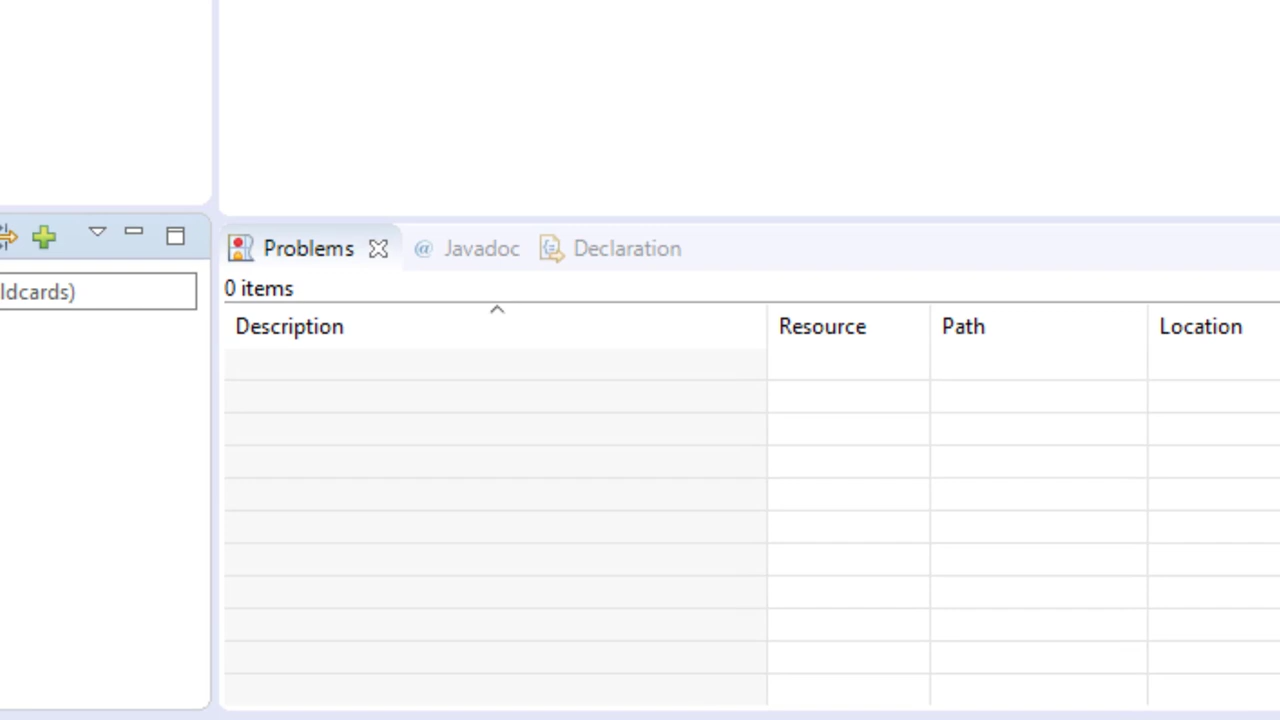 Problems Javadoc Declaration
ldcards)
0 items
Description Resource Path Location